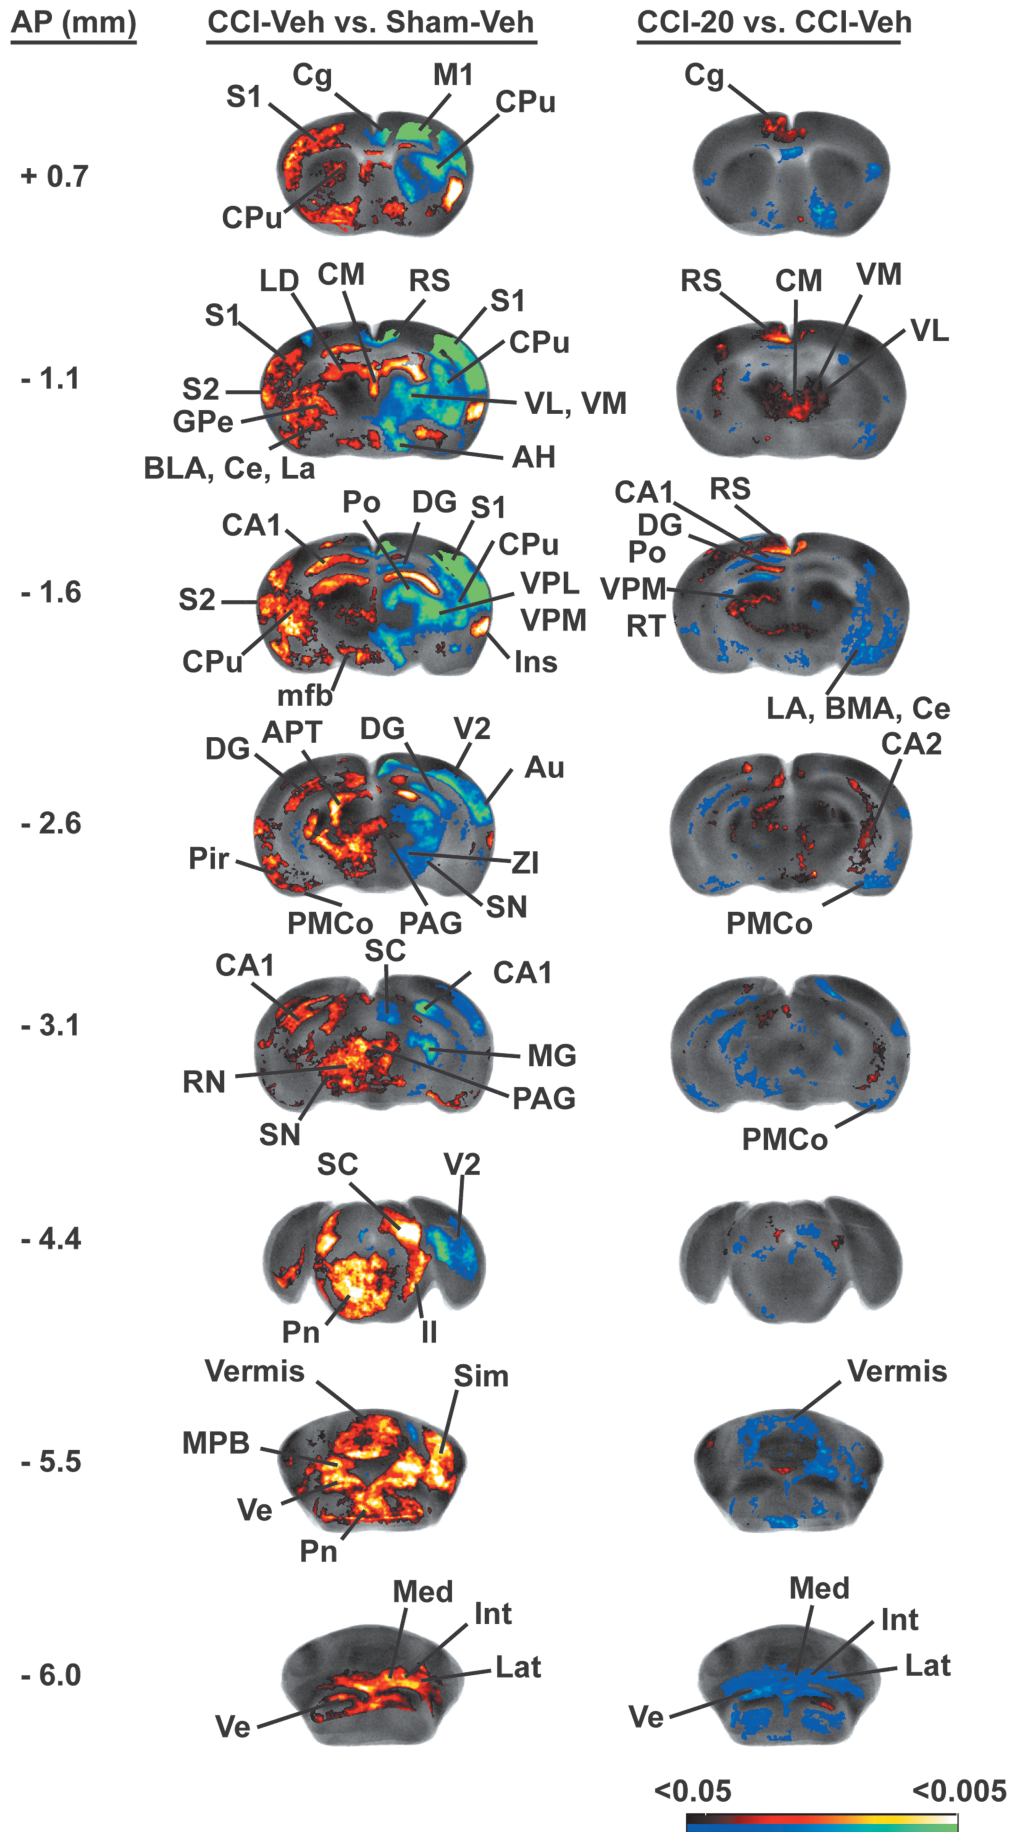 AP (mm) CCI-Veh vs. Sham-Veh CCI-20 vs. CCI-Veh
Cg M1 Cg
S1 CPu
+ 0.7
CPu
LD CM RS RS CM VM
S1 S1
CPu VL
- 1.1
S2 VL, VM
GPe
BLA, Ce, La AH
Po DG S1 CA1 RS
CA1 CPu DG
Po
- 1.6 VPL VPM
S2 VPM RT
CPu Ins
mfb LA, BMA, Ce
DG APT DG V2 CA2
Au
- 2.6
Pir ZI
SN
PMCo PAG PMCo
SC
CA1 CA1
- 3.1
MG
RN PAG
SN PMCo
SC V2
- 4.4
Pn ll
Vermis Sim Vermis
MPB
- 5.5
Ve
Pn
Med Med
Int Int
- 6.0 Lat Lat
Ve Ve
<0.05 <0.005